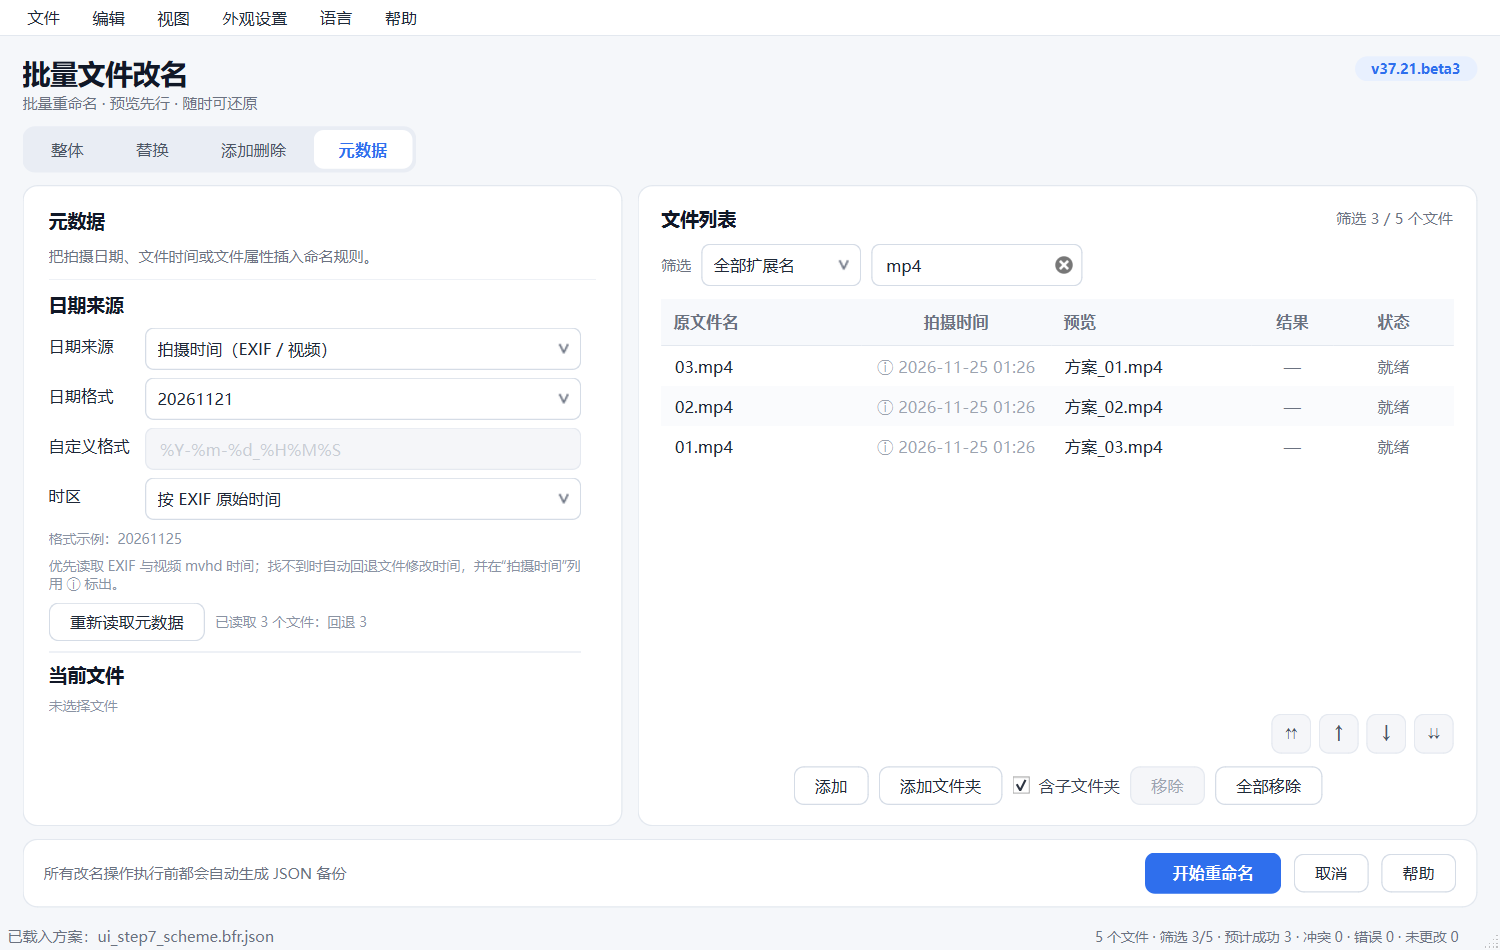 文件 编辑 视图 外观设置 语言 帮助
批量文件改名
v37.21.beta3
批量重命名 · 预览先行 · 随时可还原
整体 替换 添加删除 元数据
元数据
把拍摄日期、文件时间或文件属性插入命名规则。
日期来源
日期来源 拍摄时间（EXIF / 视频）
日期格式 20261121
自定义格式 %Y-%m-%d_%H%M%S
时区 按 EXIF 原始时间
格式示例：20261125
优先读取 EXIF 与视频 mvhd 时间；找不到时自动回退文件修改时间，并在“拍摄时间”列
用 ⓘ 标出。
重新读取元数据 已读取 3 个文件：回退 3
当前文件
未选择文件
文件列表 筛选 3 / 5 个文件
筛选 全部扩展名 mp4
原文件名 拍摄时间 预览 结果 状态
03.mp4 ⓘ 2026-11-25 01:26 方案_01.mp4 — 就绪
02.mp4 ⓘ 2026-11-25 01:26 方案_02.mp4 — 就绪
01.mp4 ⓘ 2026-11-25 01:26 方案_03.mp4 — 就绪
⇈ ↑ ↓ ⇊
添加 添加文件夹 含子文件夹 移除 全部移除
所有改名操作执行前都会自动生成 JSON 备份 开始重命名 取消 帮助
已载入方案：ui_step7_scheme.bfr.json 5 个文件 · 筛选 3/5 · 预计成功 3 · 冲突 0 · 错误 0 · 未更改 0